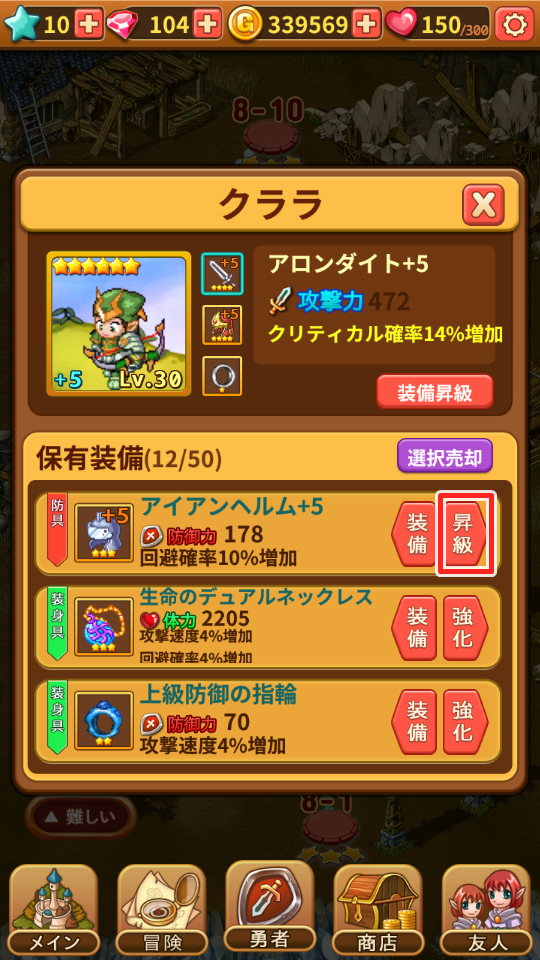 10 104 339569 150/300
8-10
クララ
+5
Lv.30
+5
+5
アロンダイト+5
攻撃力 472
クリティカル確率14%増加
装備昇級
保有装備(12/50)
選択売却
防具
+5
アイアンヘルム+5
防御力 178
回避確率10%増加
装備
昇級
装身具
生命のデュアルネックレス
体力 2205
攻撃速度4%増加
回避確率4%増加
装備
強化
装身具
上級防御の指輪
防御力 70
攻撃速度4%増加
装備
強化
▲ 難しい
8-1
メイン
冒険
勇者
商店
友人